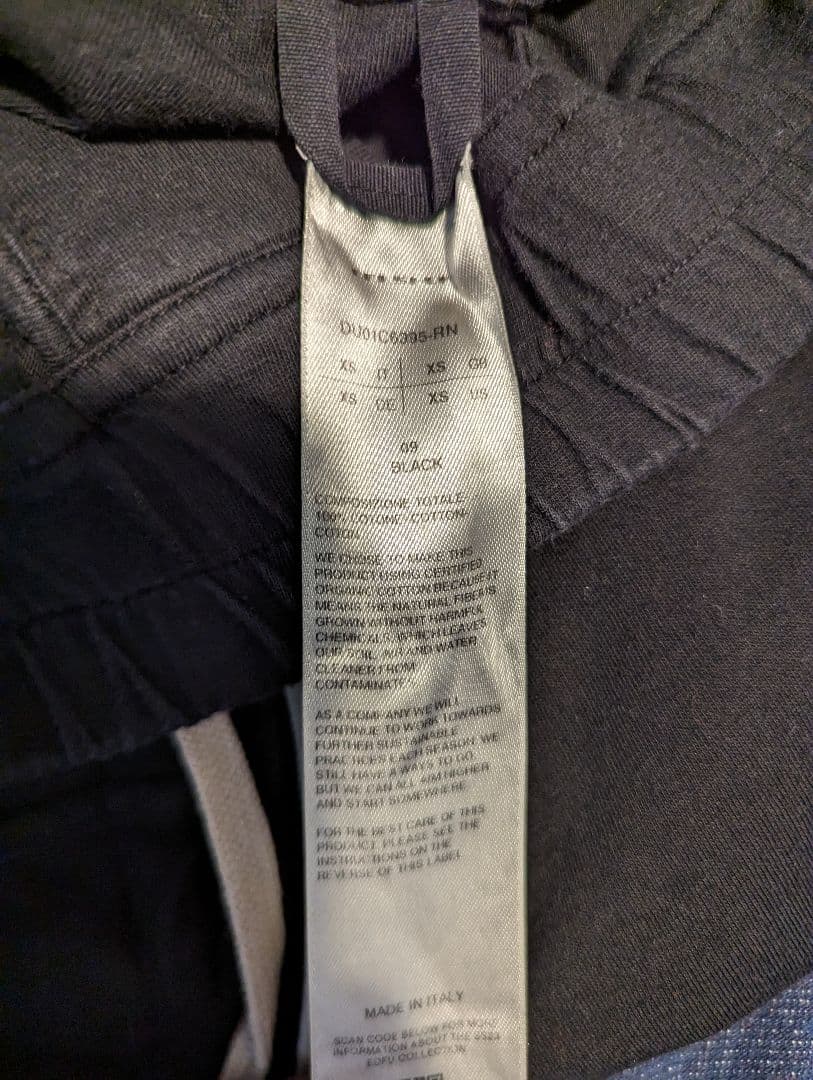 DU01C6395-RN
XS IT XS GB
XS DE XS US
09
BLACK
COMPOSIZIONE TOTALE
100% COTONE-COTTON-
COTON
WE CHOSE TO MAKE THIS
PRODUCT USING CERTIFIED
ORGANIC COTTON BECAUSE IT
MEANS THE NATURAL FIBER IS
GROWN WITHOUT HARMFUL
CHEMICALS, WHICH LEAVES
OUR SOIL, AIR AND WATER
CLEANER FROM
AS A COMPANY WE WILL
CONTINUE TO WORK TOWARDS
FURTHER SUSTAINABLE
PRACTICES EACH SEASON. WE
STILL HAVE A WAYS TO GO
BUT WE CAN ALL AIM HIGHER
AND START SOMEWHERE
FOR THE BEST CARE OF THIS
PRODUCT, PLEASE SEE THE
INSTRUCTIONS ON THE
REVERSE OF THIS LABEL
MADE IN ITALY
SCAN CODE BELOW FOR MORE
INFORMATION ABOUT THE SS23
EDFU COLLECTION